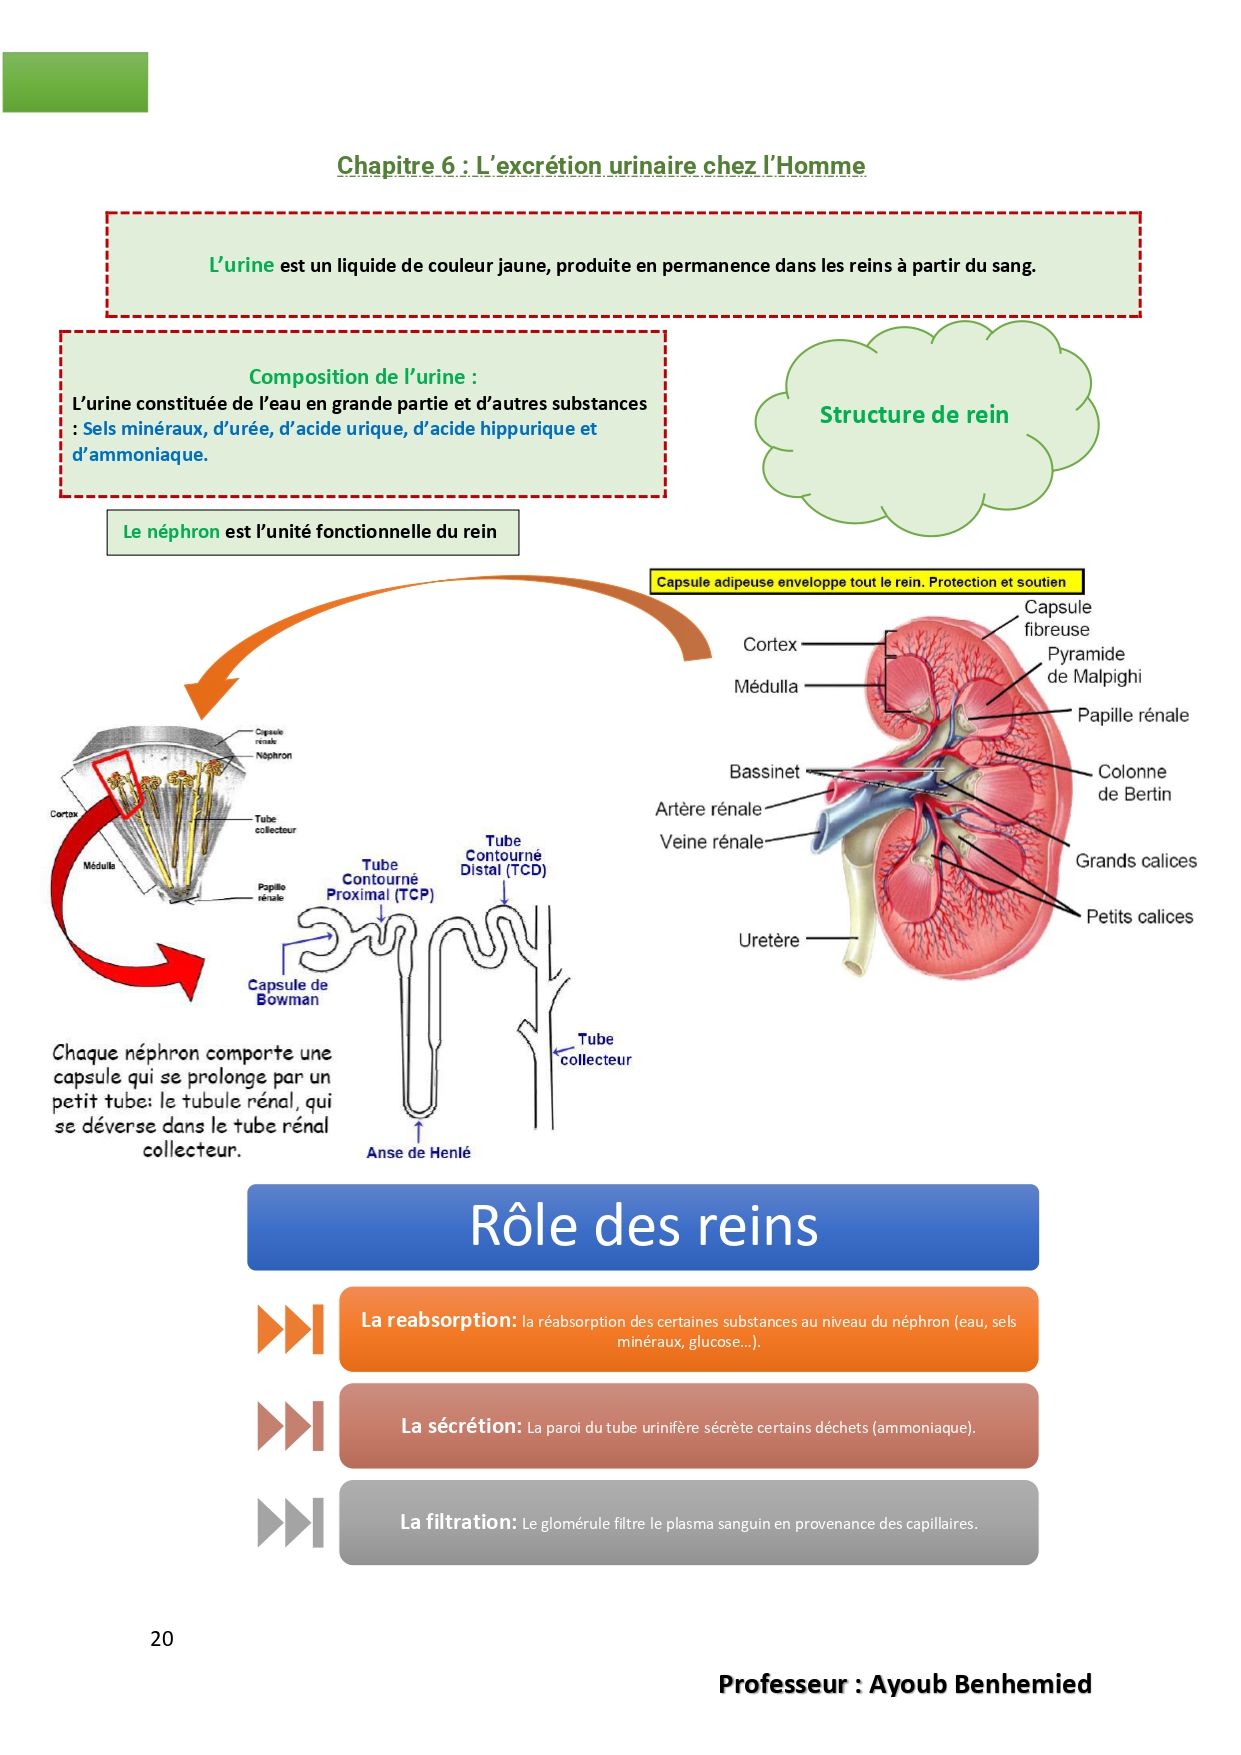 Chapitre 6 : L’excrétion urinaire chez l’Homme
L’urine est un liquide de couleur jaune, produite en permanence dans les reins à partir du sang.
Composition de l’urine :
L’urine constituée de l’eau en grande partie et d’autres substances
: Sels minéraux, d’urée, d’acide urique, d’acide hippurique et
d’ammoniaque.
Structure de rein
Le néphron est l’unité fonctionnelle du rein
Capsule adipeuse enveloppe tout le rein. Protection et soutien
Capsule
fibreuse
Cortex
Pyramide
de Malpighi
Médulla
Papille rénale
Bassinet
Colonne
de Bertin
Artère rénale
Veine rénale
Grands calices
Petits calices
Uretère
Capsule
rénale
Néphron
Cortex
Tube
collecteur
Médulla
Papille
rénale
Tube
Contourné
Proximal (TCP)
Tube
Contourné
Distal (TCD)
Capsule de
Bowman
Tube
collecteur
Anse de Henlé
Chaque néphron comporte une
capsule qui se prolonge par un
petit tube: le tubule rénal, qui
se déverse dans le tube rénal
collecteur.
Rôle des reins
La reabsorption: la réabsorption des certaines substances au niveau du néphron (eau, sels
minéraux, glucose...).
La sécrétion: La paroi du tube urinifère sécrète certains déchets (ammoniaque).
La filtration: Le glomérule filtre le plasma sanguin en provenance des capillaires.
20
Professeur : Ayoub Benhemied